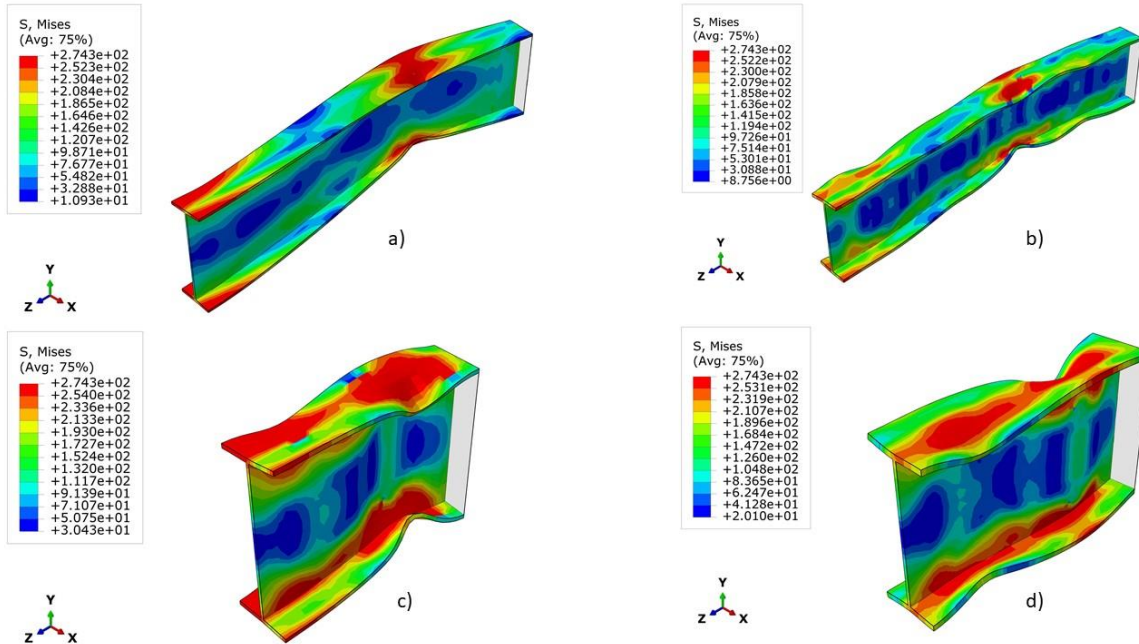 S, Mises
(Avg: 75%)
+2.743e+02
+2.523e+02
+2.304e+02
+2.084e+02
+1.865e+02
+1.646e+02
+1.426e+02
+1.207e+02
+9.871e+01
+7.677e+01
+5.482e+01
+3.288e+01
+1.093e+01
a)
Y
Z
X
S, Mises
(Avg: 75%)
+2.743e+02
+2.522e+02
+2.300e+02
+2.079e+02
+1.858e+02
+1.636e+02
+1.415e+02
+1.194e+02
+9.726e+01
+7.514e+01
+5.301e+01
+3.088e+01
+8.756e+00
b)
Y
Z
X
S, Mises
(Avg: 75%)
+2.743e+02
+2.540e+02
+2.336e+02
+2.133e+02
+1.930e+02
+1.727e+02
+1.524e+02
+1.320e+02
+1.117e+02
+9.139e+01
+7.107e+01
+5.075e+01
+3.043e+01
c)
Y
Z
X
S, Mises
(Avg: 75%)
+2.743e+02
+2.531e+02
+2.319e+02
+2.107e+02
+1.896e+02
+1.684e+02
+1.472e+02
+1.260e+02
+1.048e+02
+8.365e+01
+6.247e+01
+4.128e+01
+2.010e+01
d)
Y
Z
X